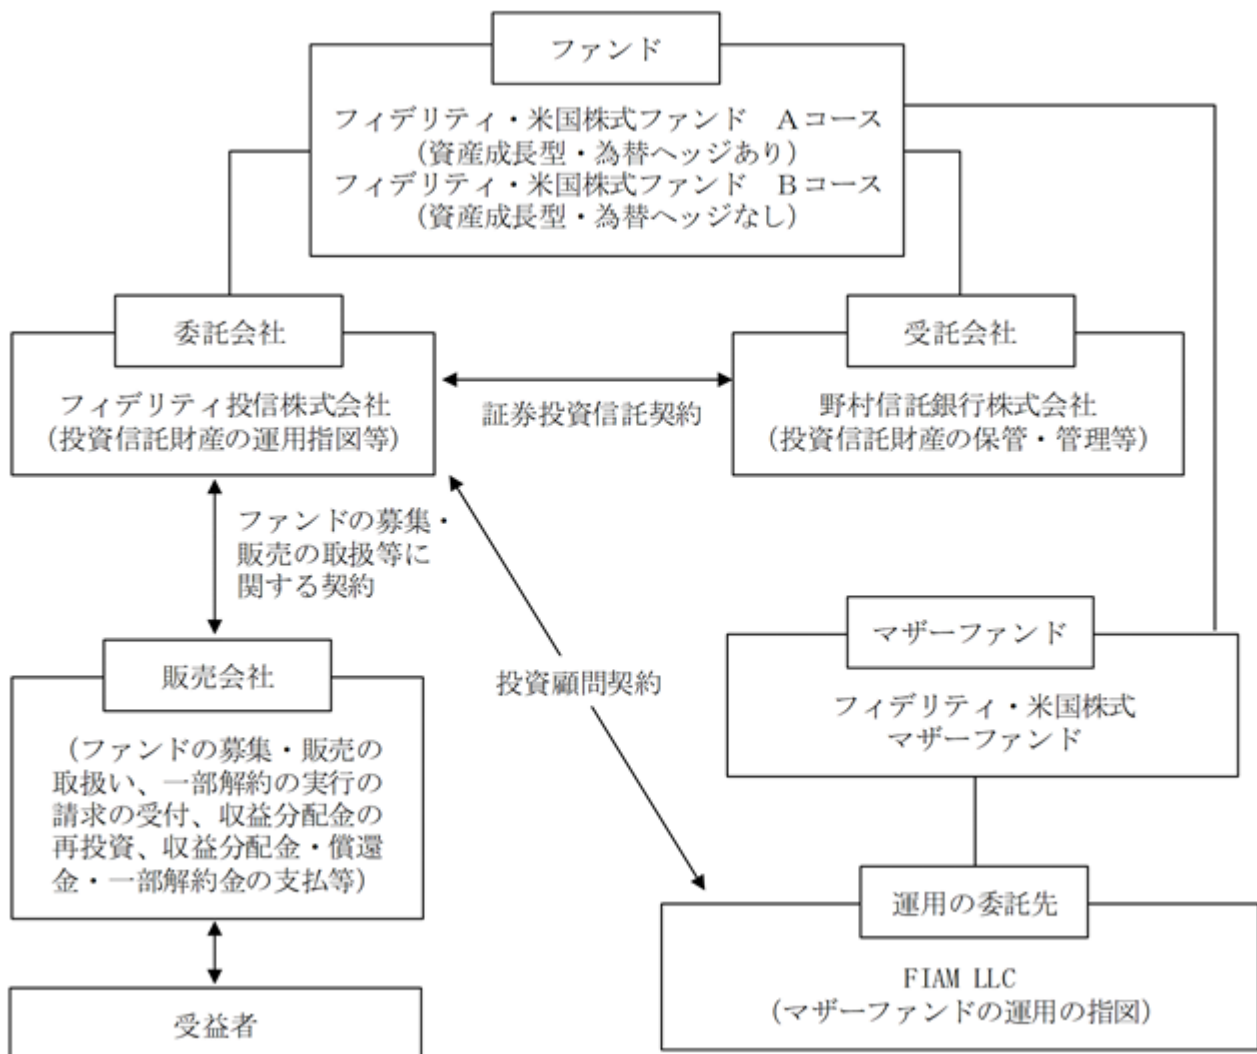 ファンド
フィデリティ・米国株式ファンド　Aコース
（資産成長型・為替ヘッジあり）
フィデリティ・米国株式ファンド　Bコース
（資産成長型・為替ヘッジなし）
委託会社
フィデリティ投信株式会社
（投資信託財産の運用指図等）
証券投資信託契約
受託会社
野村信託銀行株式会社
（投資信託財産の保管・管理等）
ファンドの募集・
販売の取扱等に
関する契約
投資顧問契約
マザーファンド
フィデリティ・米国株式
マザーファンド
販売会社
（ファンドの募集・販売の
取扱い、一部解約の実行の
請求の受付、収益分配金の
再投資、収益分配金・償還
金・一部解約金の支払等）
運用の委託先
FIAM LLC
（マザーファンドの運用の指図）
受益者